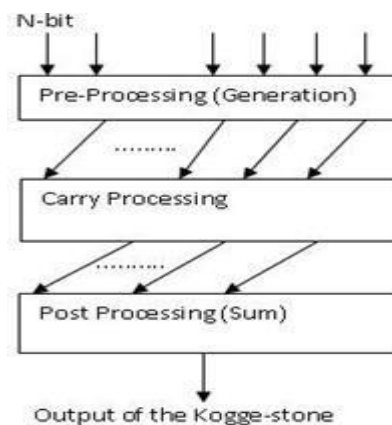 N-bit
Pre-Processing (Generation)
Carry Processing
Post Processing (Sum)
Output of the Kogge-stone